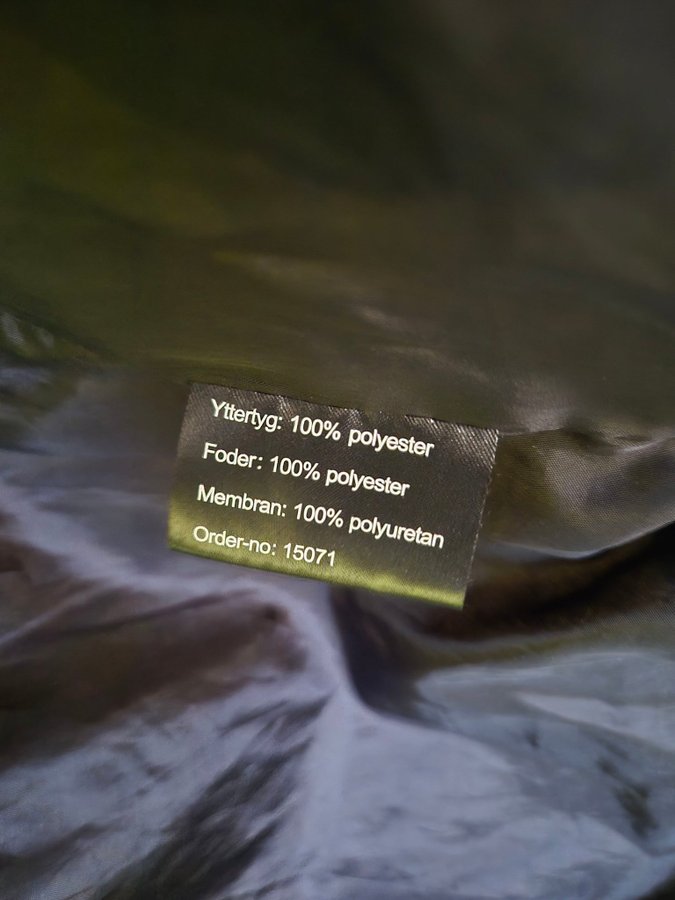 Yttertyg: 100% polyester
Foder: 100% polyester
Membran: 100% polyuretan
Order-no: 15071